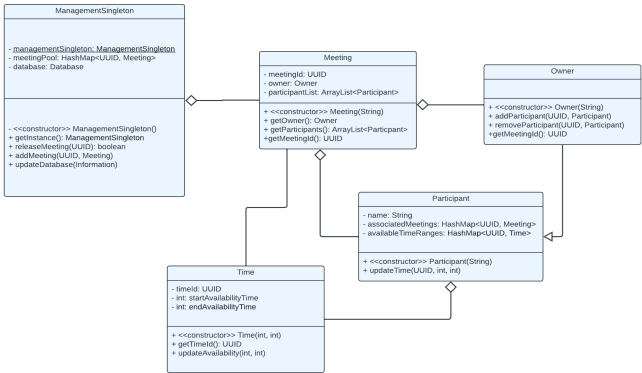 ManagementSingleton
- managementSingleton: ManagementSingleton
- meetingPool: HashMap<UUID, Meeting>
- database: Database
- <<constructor>> ManagementSingleton()
+ getInstance(): ManagementSingleton
+ releaseMeeting(UUID): boolean
+ addMeeting(UUID, Meeting)
+ updateDatabase(Information)
Meeting
- meetingId: UUID
- owner: Owner
- participantList: ArrayList<Participant>
+ <<constructor>> Meeting(String)
+ getOwner(): Owner
+ getParticipants(): ArrayList<Particpant>
+getMeetingId(): UUID
Owner
+ <<constructor>> Owner(String)
+ addParticipant(UUID, Participant)
+ removeParticipant(UUID, Participant)
+getMeetingId(): UUID
Participant
- name: String
- associatedMeetings: HashMap<UUID, Meeting>
- availableTimeRanges: HashMap<UUID, Time>
+ <<constructor>> Participant(String)
+ updateTime(UUID, int, int)
Time
- timeId: UUID
- int: startAvailabilityTime
- int: endAvailabilityTime
+ <<constructor>> Time(int, int)
+ getTimeId(): UUID
+ updateAvailability(int, int)